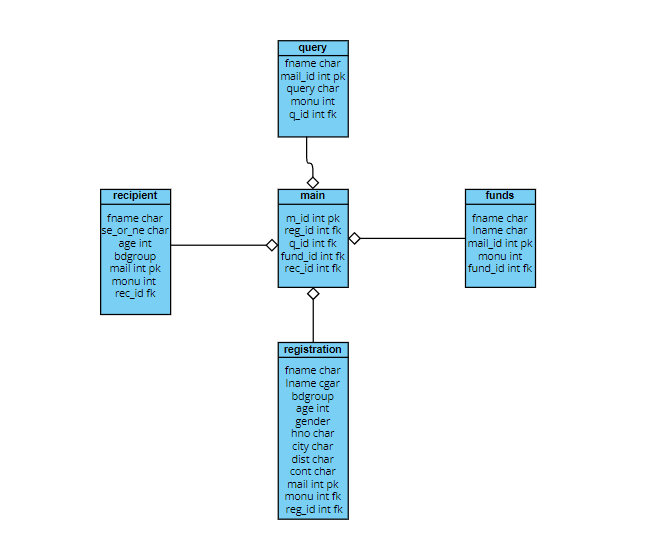 query
fname char
mail_id int pk
query char
monu int
q_id int fk
recipient
fname char
se_or_ne char
age int
bdgroup
mail int pk
monu int
rec_id fk
main
m_id int pk
reg_id int fk
q_id int fk
fund_id int fk
rec_id int fk
funds
fname char
lname char
mail_id int pk
monu int
fund_id int fk
registration
fname char
lname cgar
bdgroup
age int
gender
hno char
city char
dist char
cont char
mail int pk
monu int fk
reg_id int fk